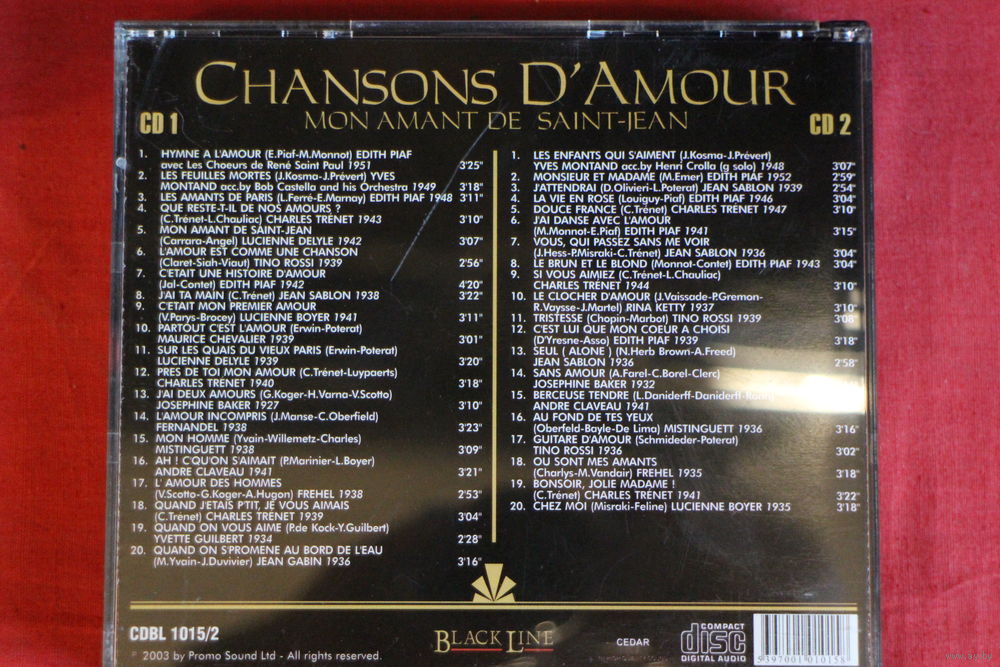 CHANSONS D'AMOUR
MON AMANT DE SAINT-JEAN
CD 1
1. HYMNE A L'AMOUR (E.Piaf-M.Monnot) EDITH PIAF
avec Les Choeurs de René Saint Paul 1951 3'25"
2. LES FEUILLES MORTES (J.Kosma-J.Prévert) YVES
MONTAND acc.by Bob Castella and his Orchestra 1949 3'18"
3. LES AMANTS DE PARIS (L.Ferré-E.Marnay) EDITH PIAF 1948 3'11"
4. QUE RESTE-T-IL DE NOS AMOURS ?
(C.Trénet-L.Chauliac) CHARLES TRÉNET 1943 3'10"
5. MON AMANT DE SAINT-JEAN
(Carrara-Angel) LUCIENNE DELYLE 1942 3'07"
6. L'AMOUR EST COMME UNE CHANSON
(Claret-Siah-Viaut) TINO ROSSI 1939 2'56"
7. C'ETAIT UNE HISTOIRE D'AMOUR
(Jal-Contet) EDITH PIAF 1942 4'20"
8. J'AI TA MAIN (C.Trénet) JEAN SABLON 1938 3'22"
9. C'ETAIT MON PREMIER AMOUR
(V.Parys-Brocey) LUCIENNE BOYER 1941 3'11"
10. PARTOUT C'EST L'AMOUR (Erwin-Poterat)
MAURICE CHEVALIER 1939 3'01"
11. SUR LES QUAIS DU VIEUX PARIS (Erwin-Poterat)
LUCIENNE DELYLE 1939 3'20"
12. PRES DE TOI MON AMOUR (C.Trénet-Luypaerts)
CHARLES TRENET 1940 3'18"
13. J'AI DEUX AMOURS (G.Koger-H.Varna-V.Scotto)
JOSEPHINE BAKER 1927 3'10"
14. L'AMOUR INCOMPRIS (J.Manse-C.Oberfield)
FERNANDEL 1938 3'23"
15. MON HOMME (Yvain-Willemetz-Charles)
MISTINGUETT 1938 3'09"
16. AH ! C'QU'ON S'AIMAIT (P.Marinier-L.Boyer)
ANDRE CLAVEAU 1941 3'21"
17. L' AMOUR DES HOMMES
(V.Scotto-G.Koger-A.Hugon) FREHEL 1938 2'53"
18. QUAND J'ETAIS P'TIT, JE VOUS AIMAIS
(C.Trénet) CHARLES TRENET 1939 3'04"
19. QUAND ON VOUS AIME (P.de Kock-Y.Guilbert)
YVETTE GUILBERT 1934 2'28"
20. QUAND ON S'PROMENE AU BORD DE L'EAU
(M.Yvain-J.Duvivier) JEAN GABIN 1936 3'16"
CD 2
1. LES ENFANTS QUI S'AIMENT (J.Kosma-J.Prévert)
YVES MONTAND acc.by Henri Crolla (g solo) 1948 3'07"
2. MONSIEUR ET MADAME (M.Emer) EDITH PIAF 1952 2'59"
3. J'ATTENDRAI (D.Olivieri-L.Poterat) JEAN SABLON 1939 2'54"
4. LA VIE EN ROSE (Louiguy-Piaf) EDITH PIAF 1946 3'04"
5. DOUCE FRANCE (C.Trénet) CHARLES TRÉNET 1947 3'10"
6. J'AI DANSE AVEC L'AMOUR
(M.Monnot-E.Piaf) EDITH PIAF 1941 3'15"
7. VOUS, QUI PASSEZ SANS ME VOIR
(J.Hess-P.Misraki-C.Trénet) JEAN SABLON 1936 3'04"
8. LE BRUN ET LE BLOND (Monnot-Contet) EDITH PIAF 1943 3'04"
9. SI VOUS AIMIEZ (C.Trénet-L.Chauliac)
CHARLES TRENET 1944 3'10"
10. LE CLOCHER D'AMOUR (J.Vaissade-P.Gremon-
R.Vaysse-J.Martel) RINA KETTY 1937 3'10"
11. TRISTESSE (Chopin-Marbot) TINO ROSSI 1939 3'08"
12. C'EST LUI QUE MON COEUR A CHOISI
(D'Yresne-Asso) EDITH PIAF 1939 3'18"
13. SEUL ( ALONE ) (N.Herb Brown-A.Freed)
JEAN SABLON 1936 2'58"
14. SANS AMOUR (A.Farel-C.Borel-Clerc)
JOSEPHINE BAKER 1932
15. BERCEUSE TENDRE (L.Daniderff-Daniderff-Ronn)
ANDRE CLAVEAU 1941
16. AU FOND DE TES YEUX
(Oberfeld-Bayle-De Lima) MISTINGUETT 1936 3'16"
17. GUITARE D'AMOUR (Schmideder-Poterat)
TINO ROSSI 1936 3'02"
18. OU SONT MES AMANTS
(Charlys-M.Vandair) FREHEL 1935 3'18"
19. BONSOIR, JOLIE MADAME !
(C.Trénet) CHARLES TRÉNET 1941 3'22"
20. CHEZ MOI (Misraki-Feline) LUCIENNE BOYER 1935 3'18"
CDBL 1015/2
BLACK LINE
CEDAR
COMPACT
disc
DIGITAL AUDIO
5 397001 010158
℗ 2003 by Promo Sound Ltd - All rights reserved.